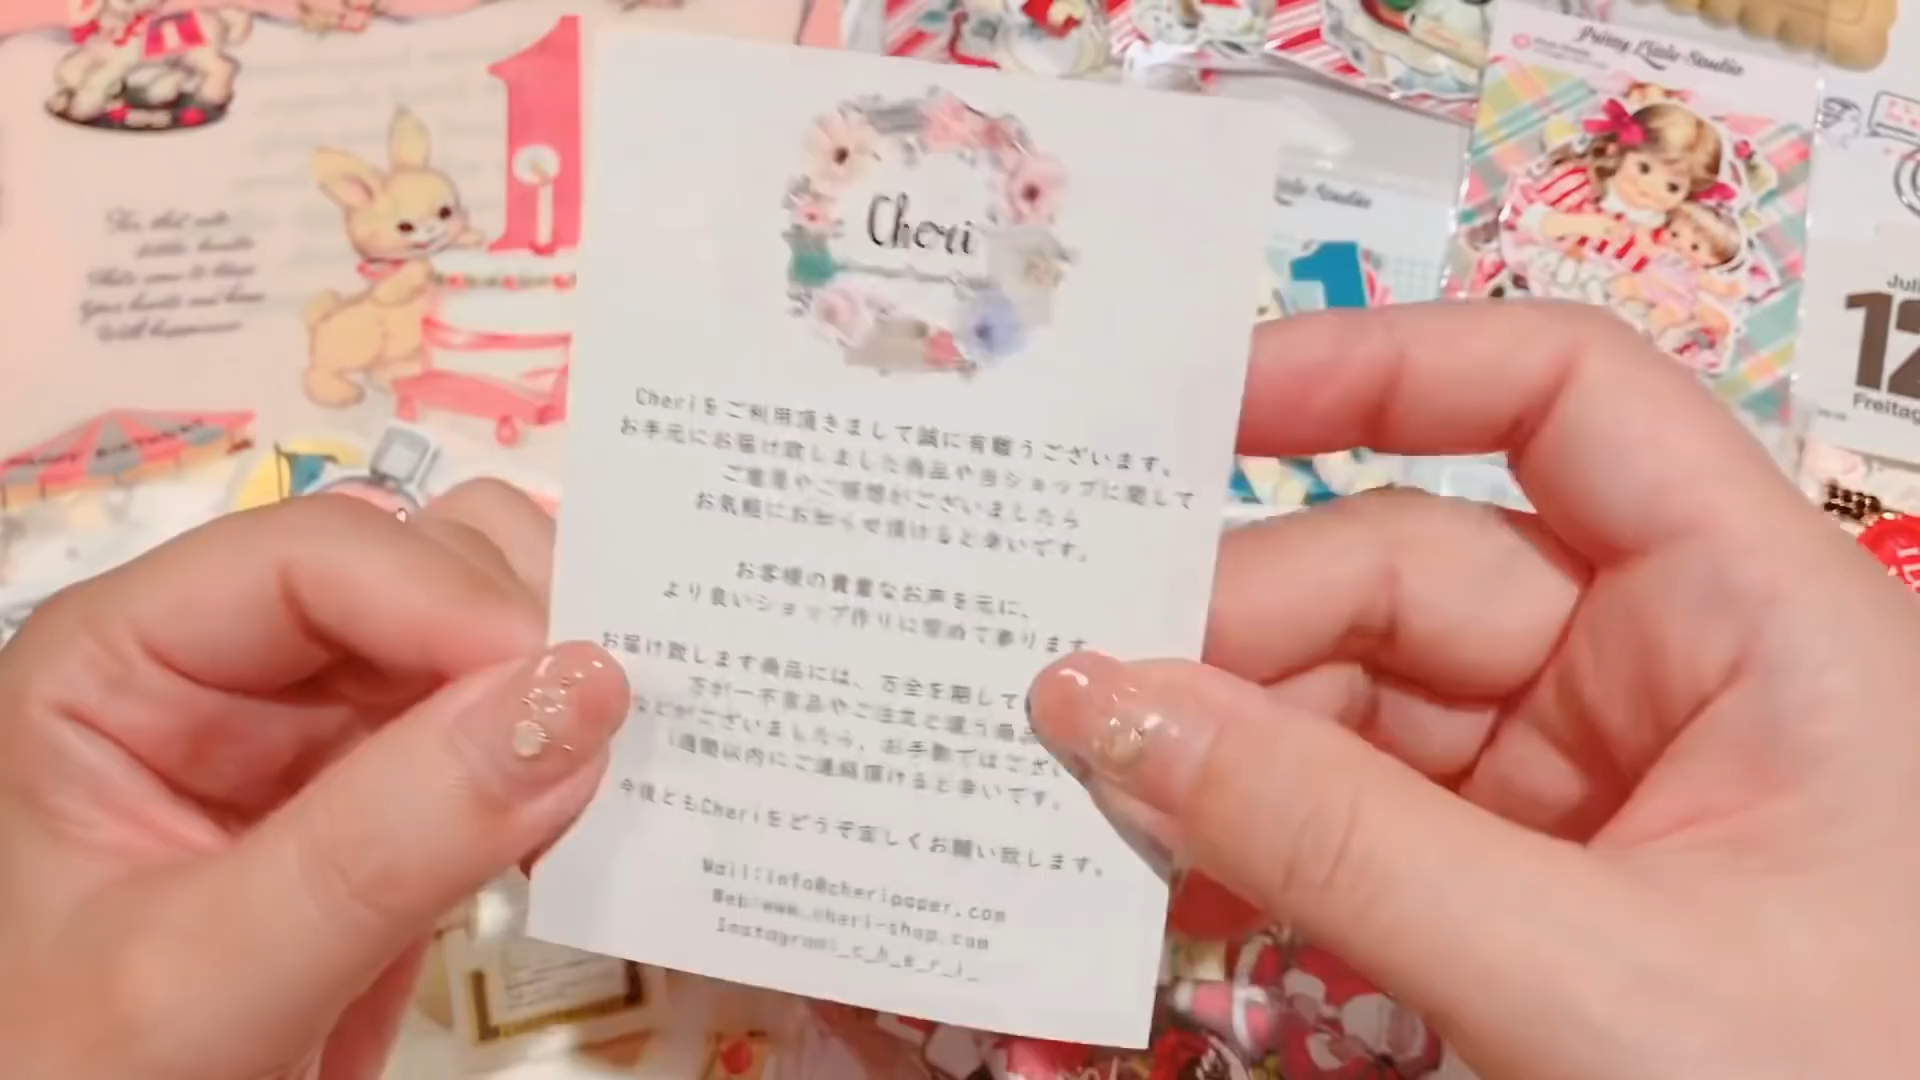 Cheri
Cheriをご利用頂きまして誠に有難うございます。
お手元にお届け致しました商品や当ショップに関して
ご意見やご感想がございましたら
お気軽にお知らせ頂けると幸いです。
お客様の貴重なお声を元に、
より良いショップ作りに努めて参ります
お届け致します商品には、万全を期して
万が一不良品やご注文と違う商品
などがございましたら、お手数ではござい
1週間以内にご連絡頂けると幸いです。
今後ともCheriをどうぞ宜しくお願い致します。
Mail:info@cheripaper.com
Web:www.cheri-shop.com
Instagram:_c_h_e_r_i_
Little Studio
1
Little Studio
1
Juli
12
Freitag